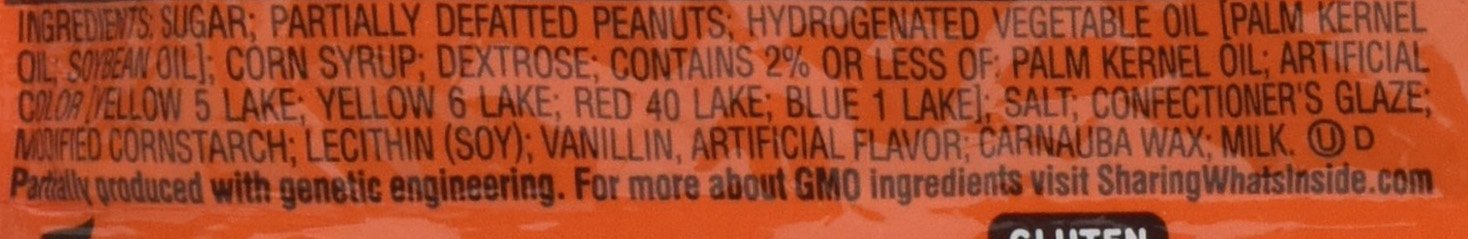 INGREDIENTS: SUGAR; PARTIALLY DEFATTED PEANUTS; HYDROGENATED VEGETABLE OIL [PALM KERNEL
OIL; SOYBEAN OIL]; CORN SYRUP; DEXTROSE; CONTAINS 2% OR LESS OF: PALM KERNEL OIL; ARTIFICIAL
COLOR [YELLOW 5 LAKE; YELLOW 6 LAKE; RED 40 LAKE; BLUE 1 LAKE]; SALT; CONFECTIONER'S GLAZE;
MODIFIED CORNSTARCH; LECITHIN (SOY); VANILLIN, ARTIFICIAL FLAVOR; CARNAUBA WAX; MILK. Ⓤ D
Partially produced with genetic engineering. For more about GMO ingredients visit SharingWhatsInside.com
GLUTEN